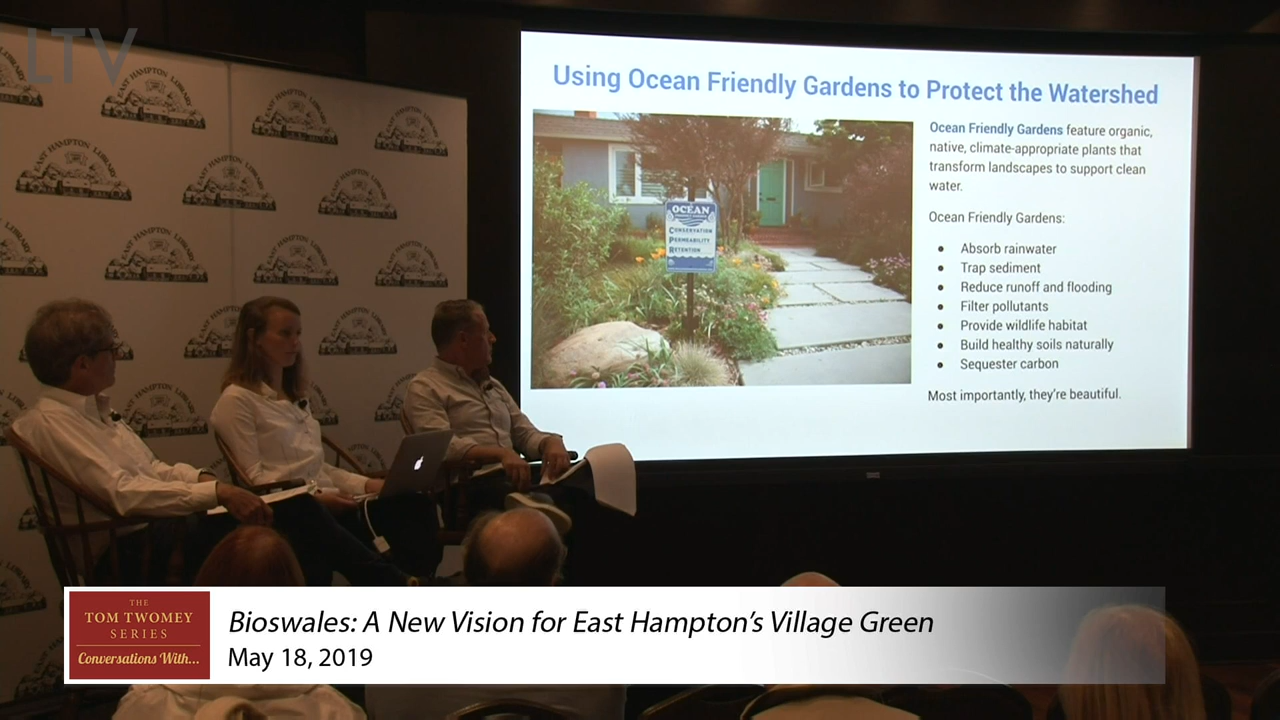 LTV
EAST HAMPTON LIBRARY
Using Ocean Friendly Gardens to Protect the Watershed
OCEAN
FRIENDLY GARDENS
CONSERVATION
PERMEABILITY
RETENTION
Ocean Friendly Gardens feature organic,
native, climate-appropriate plants that
transform landscapes to support clean
water.
Ocean Friendly Gardens:
● Absorb rainwater
● Trap sediment
● Reduce runoff and flooding
● Filter pollutants
● Provide wildlife habitat
● Build healthy soils naturally
● Sequester carbon
Most importantly, they're beautiful.
THE
TOM TWOMEY
SERIES
Conversations With...
Bioswales: A New Vision for East Hampton's Village Green
May 18, 2019